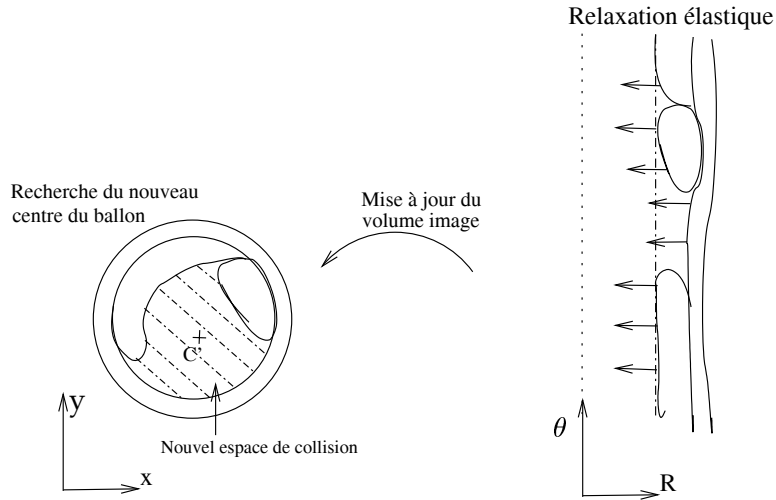 Relaxation élastique
Recherche du nouveau
centre du ballon
Mise à jour du
volume image
C'
y
x
Nouvel espace de collision
θ
R